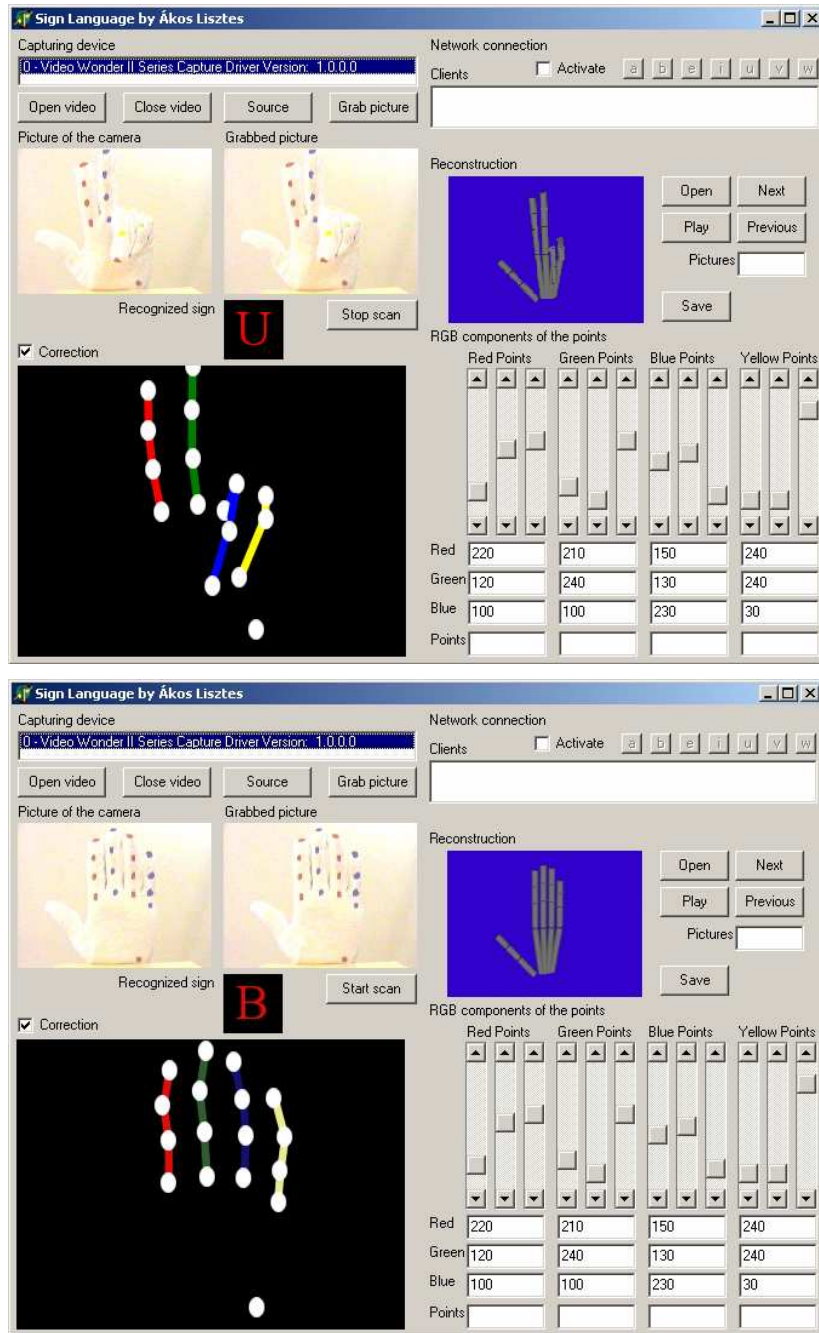 Sign Language by Ákos Lisztes
Capturing device
0 - Video Wonder II Series Capture Driver Version: 1.0.0.0
Open video Close video Source Grab picture
Picture of the camera Grabbed picture
Recognized sign U Stop scan
Correction
Network connection
Clients Activate a b e i u v w
Reconstruction
Open Next
Play Previous
Pictures
Save
RGB components of the points
Red Points Green Points Blue Points Yellow Points
Red 220 210 150 240
Green 120 240 130 240
Blue 100 100 230 30
Points
Sign Language by Ákos Lisztes
Capturing device
0 - Video Wonder II Series Capture Driver Version: 1.0.0.0
Open video Close video Source Grab picture
Picture of the camera Grabbed picture
Recognized sign B Start scan
Correction
Network connection
Clients Activate a b e i u v w
Reconstruction
Open Next
Play Previous
Pictures
Save
RGB components of the points
Red Points Green Points Blue Points Yellow Points
Red 220 210 150 240
Green 120 240 130 240
Blue 100 100 230 30
Points